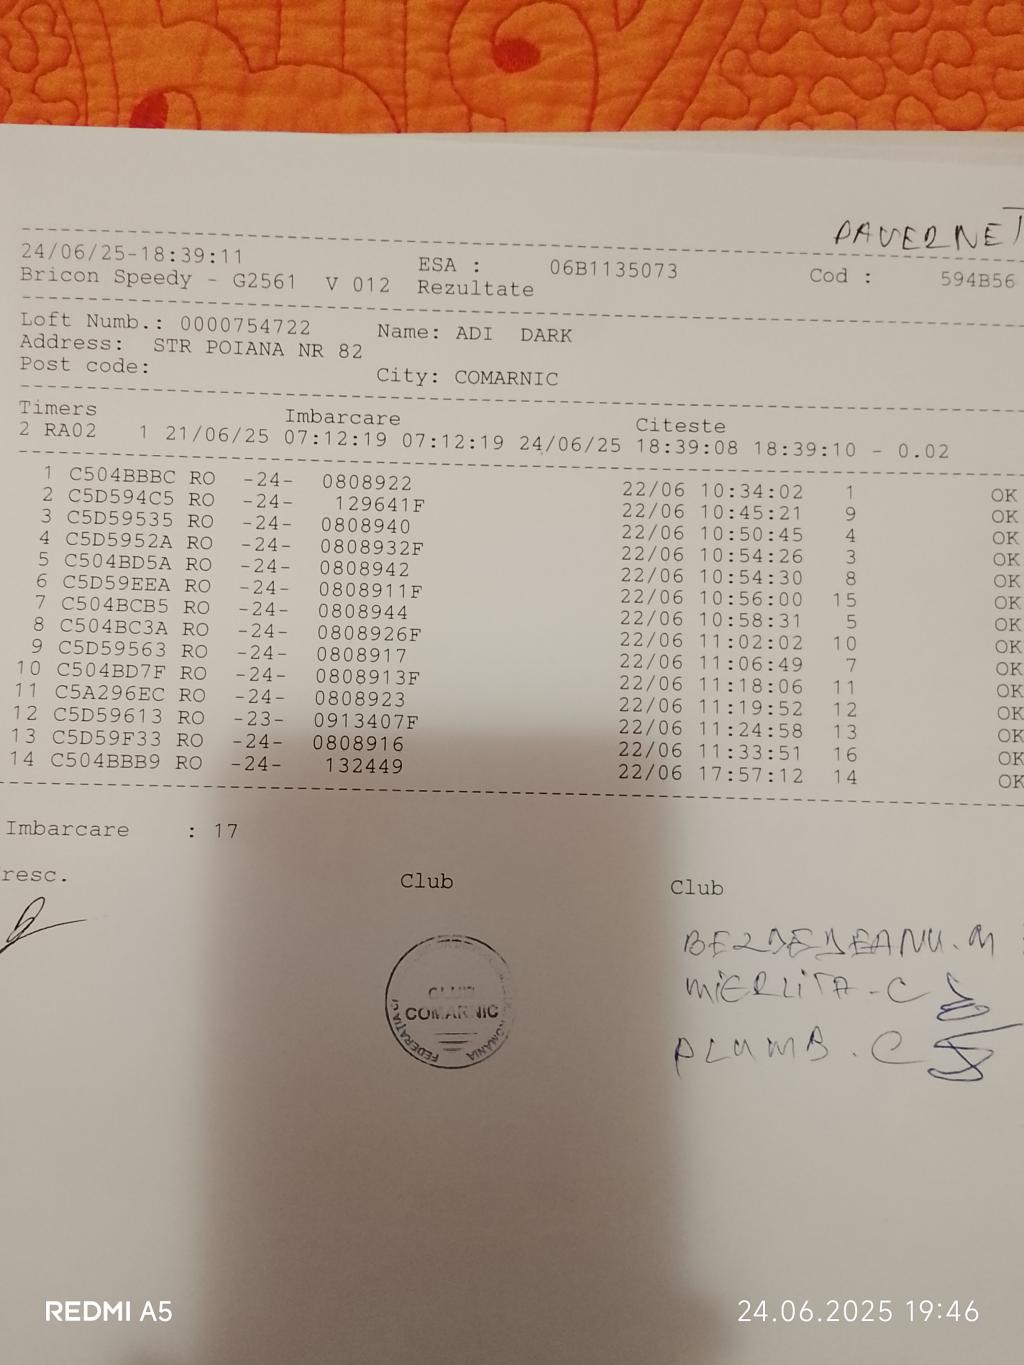 PAVERNET
24/06/25-18:39:11 ESA : 06B1135073 Cod : 594B56
Bricon Speedy - G2561 V 012 Rezultate
Loft Numb.: 0000754722 Name: ADI DARK
Address: STR POIANA NR 82
Post code: City: COMARNIC
Timers Imbarcare Citeste
2 RA02 1 21/06/25 07:12:19 07:12:19 24/06/25 18:39:08 18:39:10 - 0.02
1 C504BBBC RO -24- 0808922 22/06 10:34:02 1 OK
2 C5D594C5 RO -24- 129641F 22/06 10:45:21 9 OK
3 C5D59535 RO -24- 0808940 22/06 10:50:45 4 OK
4 C5D5952A RO -24- 0808932F 22/06 10:54:26 3 OK
5 C504BD5A RO -24- 0808942 22/06 10:54:30 8 OK
6 C5D59EEA RO -24- 0808911F 22/06 10:56:00 15 OK
7 C504BCB5 RO -24- 0808944 22/06 10:58:31 5 OK
8 C504BC3A RO -24- 0808926F 22/06 11:02:02 10 OK
9 C5D59563 RO -24- 0808917 22/06 11:06:49 7 OK
10 C504BD7F RO -24- 0808913F 22/06 11:18:06 11 OK
11 C5A296EC RO -24- 0808923 22/06 11:19:52 12 OK
12 C5D59613 RO -23- 0913407F 22/06 11:24:58 13 OK
13 C5D59F33 RO -24- 0808916 22/06 11:33:51 16 OK
14 C504BBB9 RO -24- 132449 22/06 17:57:12 14 OK
Imbarcare : 17
resc. Club Club
BEZDEDEANU.M
MIERLITA-C
PLUMB.C
CLUB
COMARNIC
FEDERATIA
ROMANIA
REDMI A5 24.06.2025 19:46